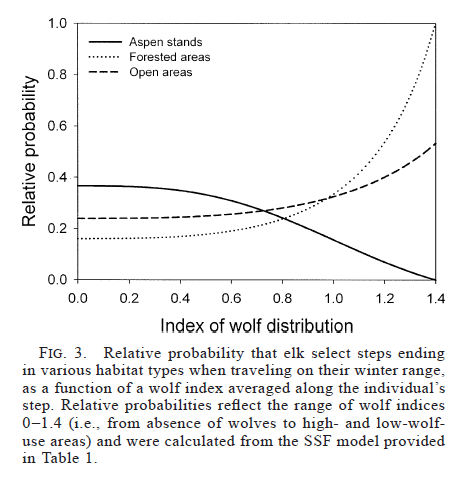 1.0
0.8
0.6
0.4
0.2
0.0
Relative probability
Aspen stands
Forested areas
Open areas
0.0 0.2 0.4 0.6 0.8 1.0 1.2 1.4
Index of wolf distribution
FIG. 3. Relative probability that elk select steps ending
in various habitat types when traveling on their winter range,
as a function of a wolf index averaged along the individual's
step. Relative probabilities reflect the range of wolf indices
0–1.4 (i.e., from absence of wolves to high- and low-wolf-
use areas) and were calculated from the SSF model provided
in Table 1.